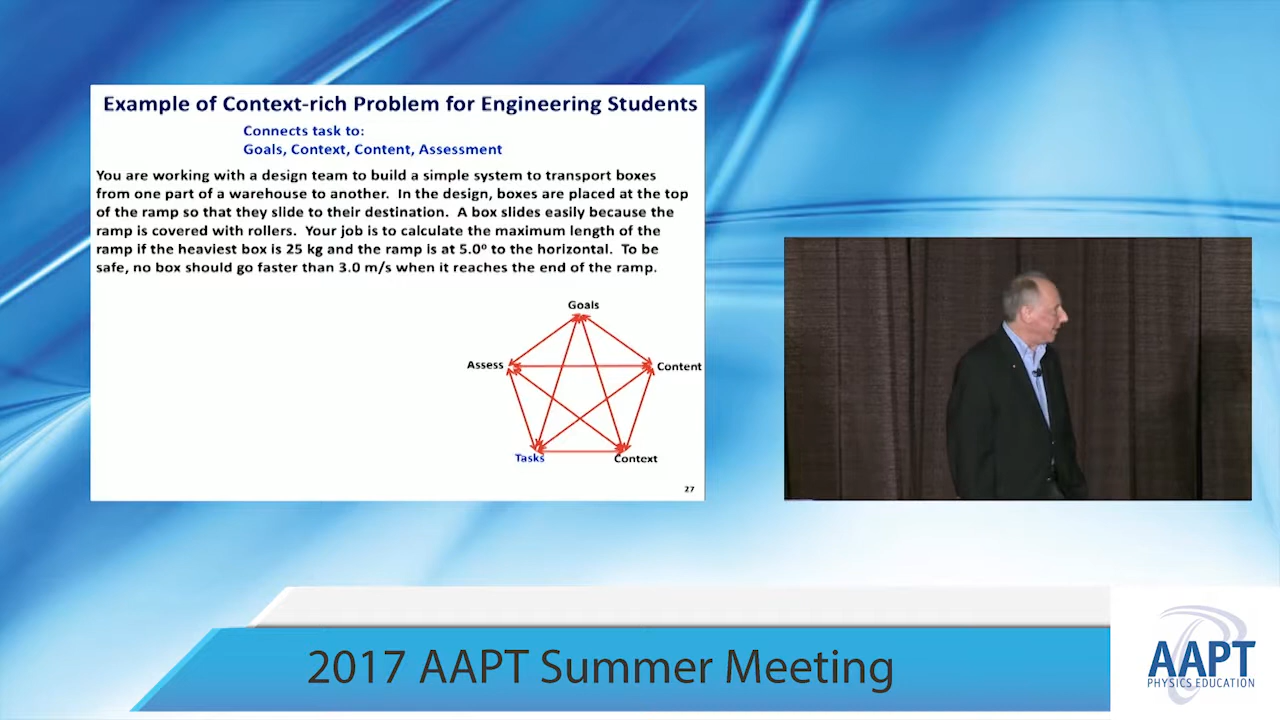 Example of Context-rich Problem for Engineering Students
Connects task to:
Goals, Context, Content, Assessment
You are working with a design team to build a simple system to transport boxes
from one part of a warehouse to another. In the design, boxes are placed at the top
of the ramp so that they slide to their destination. A box slides easily because the
ramp is covered with rollers. Your job is to calculate the maximum length of the
ramp if the heaviest box is 25 kg and the ramp is at 5.0º to the horizontal. To be
safe, no box should go faster than 3.0 m/s when it reaches the end of the ramp.
Goals
Assess
Content
Tasks
Context
27
2017 AAPT Summer Meeting
AAPT
PHYSICS EDUCATION